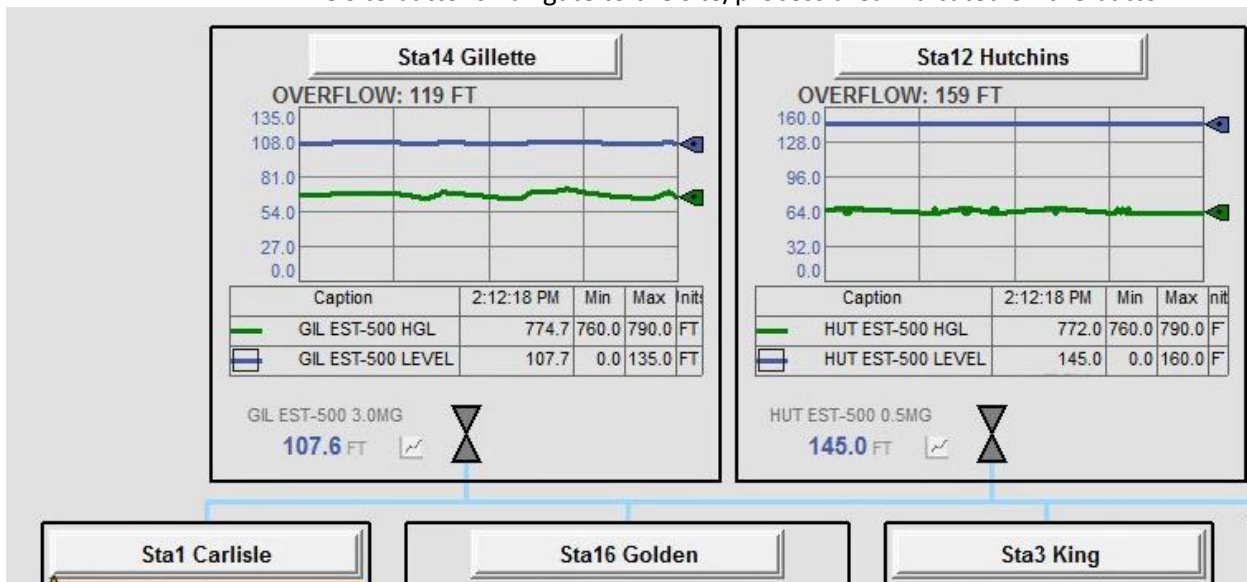 Sta14 Gillette
OVERFLOW: 119 FT
135.0
108.0
81.0
54.0
27.0
0.0
Caption 2:12:18 PM Min Max
GIL EST-500 HGL 774.7 760.0 790.0 FT
GIL EST-500 LEVEL 107.7 0.0 135.0 FT
GIL EST-500 3.0MG
107.6 FT
Sta12 Hutchins
OVERFLOW: 159 FT
160.0
128.0
96.0
64.0
32.0
0.0
Caption 2:12:18 PM Min Max
HUT EST-500 HGL 772.0 760.0 790.0 F
HUT EST-500 LEVEL 145.0 0.0 160.0 F
HUT EST-500 0.5MG
145.0 FT
Sta1 Carlisle
Sta16 Golden
Sta3 King